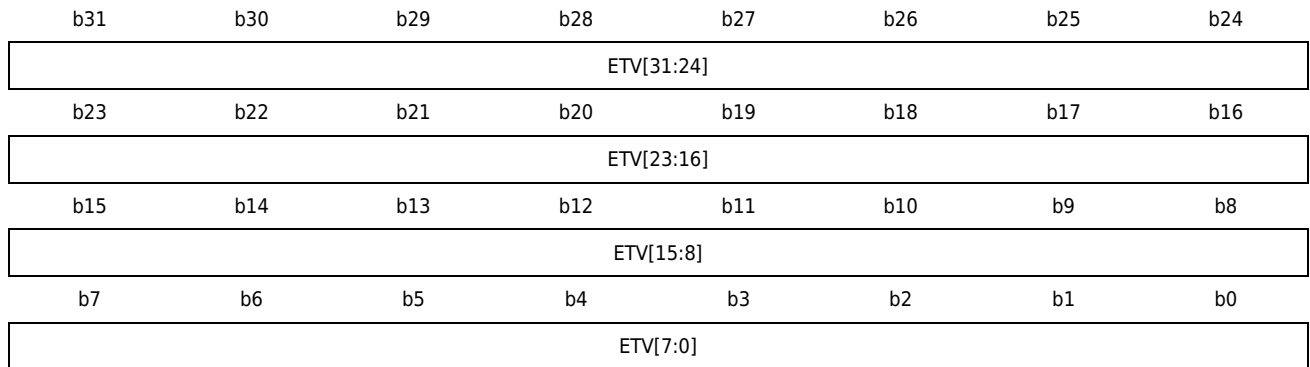 b31 b30 b29 b28 b27 b26 b25 b24
ETV[31:24]
b23 b22 b21 b20 b19 b18 b17 b16
ETV[23:16]
b15 b14 b13 b12 b11 b10 b9 b8
ETV[15:8]
b7 b6 b5 b4 b3 b2 b1 b0
ETV[7:0]